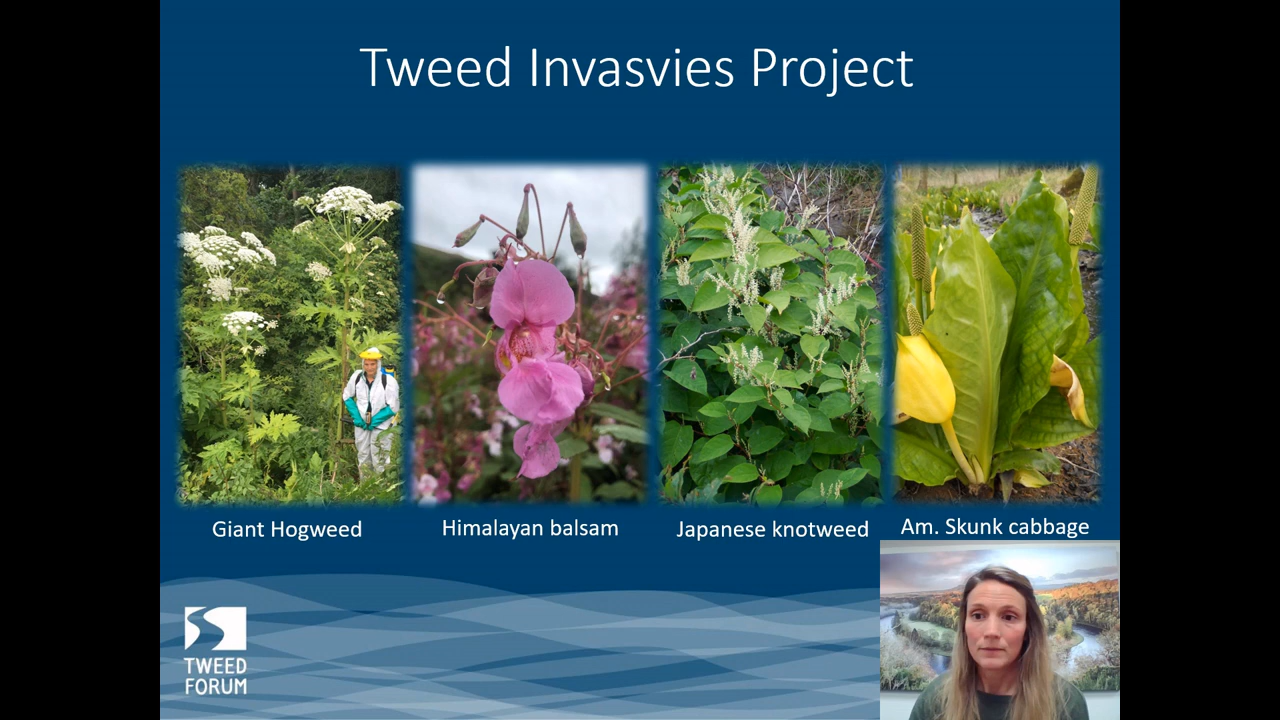 Tweed Invasvies Project
Giant Hogweed
Himalayan balsam
Japanese knotweed
Am. Skunk cabbage
TWEED
FORUM